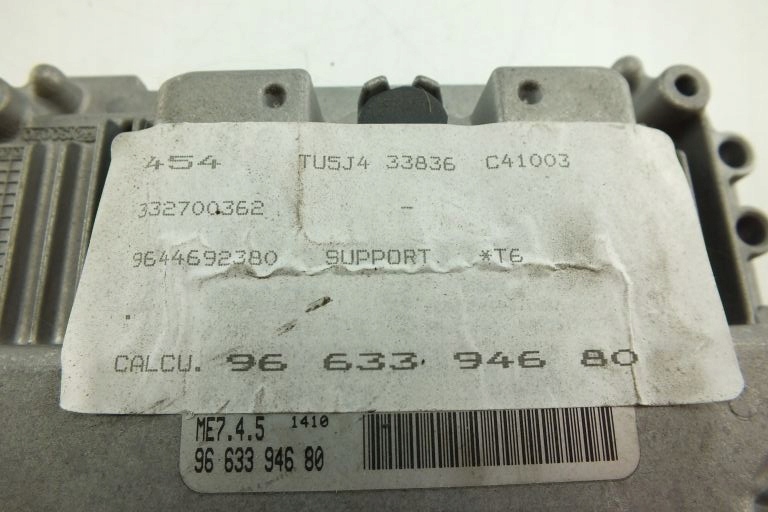 454 TU5J4 33836 C41003
332700362 -
9644692380 SUPPORT. *T6
CALCU. 96 633 946 80
ME7.4.5 1410
96 633 946 80